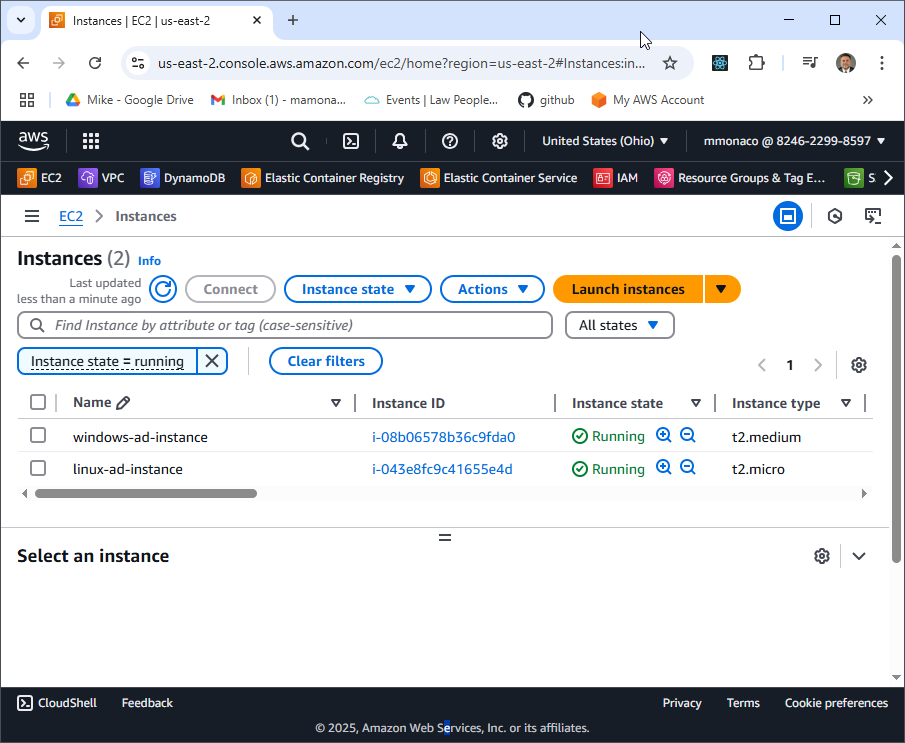 Instances | EC2 | us-east-2
us-east-2.console.aws.amazon.com/ec2/home?region=us-east-2#Instances:in...
Mike - Google Drive
Inbox (1) - mamona...
Events | Law People...
github
My AWS Account
aws
United States (Ohio)
mmonaco @ 8246-2299-8597
EC2
VPC
DynamoDB
Elastic Container Registry
Elastic Container Service
IAM
Resource Groups & Tag E...
EC2
Instances
Instances (2) Info
Last updated
less than a minute ago
Connect
Instance state
Actions
Launch instances
Find Instance by attribute or tag (case-sensitive)
All states
Instance state = running
Clear filters
1
Name
Instance ID
Instance state
Instance type
windows-ad-instance
i-08b06578b36c9fda0
Running
t2.medium
linux-ad-instance
i-043e8fc9c41655e4d
Running
t2.micro
Select an instance
CloudShell
Feedback
Privacy
Terms
Cookie preferences
© 2025, Amazon Web Services, Inc. or its affiliates.